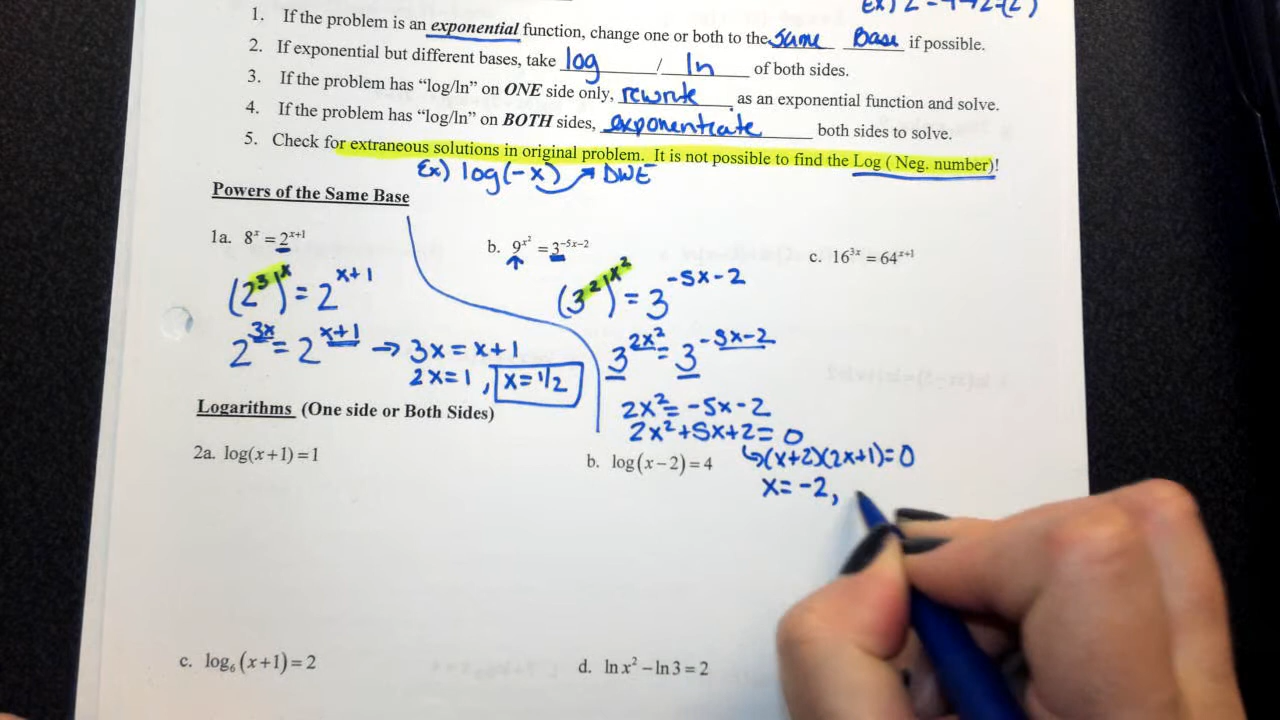 1. If the problem is an exponential function, change one or both to the same Base if possible.
2. If exponential but different bases, take log / ln of both sides.
3. If the problem has “log/ln” on ONE side only, rewrite as an exponential function and solve.
4. If the problem has “log/ln” on BOTH sides, exponentiate both sides to solve.
5. Check for extraneous solutions in original problem. It is not possible to find the Log ( Neg. number)!
Ex) log(-x) → DNE
Powers of the Same Base
1a. 8^x = 2^{x+1}
(2^3)^x = 2^{x+1}
2^{3x} = 2^{x+1} → 3x = x+1
2x = 1, x = 1/2
b. 9^{x^2} = 3^{-5x-2}
(3^2)^{x^2} = 3^{-5x-2}
3^{2x^2} = 3^{-5x-2}
2x² = -5x-2
2x²+5x+2 = 0
↳(x+2)(2x+1)=0
x = -2,
c. 16^{3x} = 64^{x+1}
Logarithms (One side or Both Sides)
2a. log(x+1) = 1
b. log(x-2) = 4
c. log₆(x+1) = 2
d. ln x² - ln 3 = 2